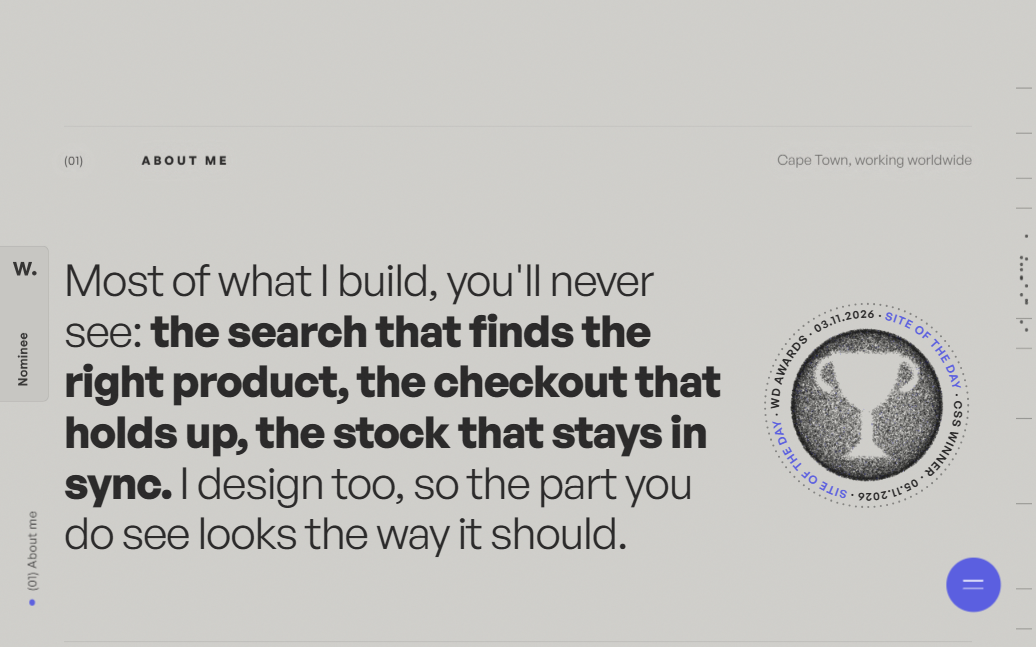 (01) ABOUT ME
Cape Town, working worldwide
W.
Nominee
Most of what I build, you'll never
see: the search that finds the
right product, the checkout that
holds up, the stock that stays in
sync. I design too, so the part you
do see looks the way it should.
SITE OF THE DAY · CSS WINNER · 05.11.2026 · SITE OF THE DAY · WD AWARDS · 03.11.2026 ·
(01) About me